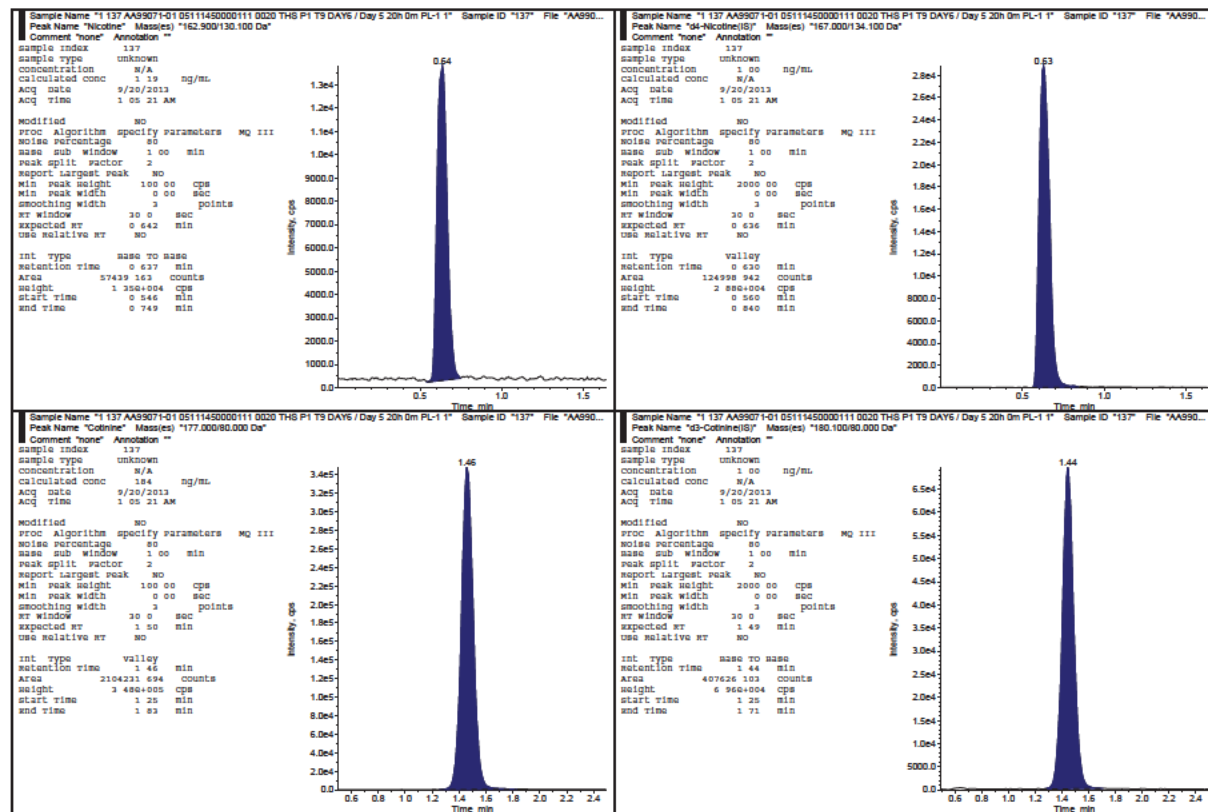 Sample Name "1 137 AA99071-01 05111450000111 0020 THS P1 T9 DAY6 / Day 5 20h 0m PL-1 1" Sample ID "137" File "AA990...
Peak Name "Nicotine" Mass(es) "162.900/130.100 Da"
Comment "none" Annotation ""
Sample Index 137
Sample Type Unknown
Concentration N/A
Calculated Conc 1 19 ng/mL
Acq Date 9/20/2013
Acq Time 1 05 21 AM
Modified No
Proc Algorithm Specify Parameters MQ III
Noise Percentage 80
Base Sub Window 1 00 min
Peak Split Factor 2
Report Largest Peak No
Min Peak Height 100 00 cps
Min Peak Width 0 00 sec
Smoothing Width 3 points
RT Window 30 0 sec
Expected RT 0 642 min
Use Relative RT No
Int Type Base To Base
Retention Time 0 637 min
Area 57439 163 counts
Height 1 35e+004 cps
Start Time 0 546 min
End Time 0 749 min
0.64
Intensity, cps
1.3e4
1.2e4
1.1e4
1.0e4
9000.0
8000.0
7000.0
6000.0
5000.0
4000.0
3000.0
2000.0
1000.0
0.0
0.5 1.0 1.5
Time, min
Sample Name "1 137 AA99071-01 05111450000111 0020 THS P1 T9 DAY6 / Day 5 20h 0m PL-1 1" Sample ID "137" File "AA990...
Peak Name "d4-Nicotine(IS)" Mass(es) "167.000/134.100 Da"
Comment "none" Annotation ""
Sample Index 137
Sample Type Unknown
Concentration 1 00 ng/mL
Calculated Conc N/A
Acq Date 9/20/2013
Acq Time 1 05 21 AM
Modified No
Proc Algorithm Specify Parameters MQ III
Noise Percentage 80
Base Sub Window 1 00 min
Peak Split Factor 2
Report Largest Peak No
Min Peak Height 2000 00 cps
Min Peak Width 0 00 sec
Smoothing Width 3 points
RT Window 30 0 sec
Expected RT 0 636 min
Use Relative RT No
Int Type Valley
Retention Time 0 630 min
Area 124998 942 counts
Height 2 88e+004 cps
Start Time 0 560 min
End Time 0 840 min
0.63
Intensity, cps
2.8e4
2.6e4
2.4e4
2.2e4
2.0e4
1.8e4
1.6e4
1.4e4
1.2e4
1.0e4
8000.0
6000.0
4000.0
2000.0
0.0
0.5 1.0 1.5
Time, min
Sample Name "1 137 AA99071-01 05111450000111 0020 THS P1 T9 DAY6 / Day 5 20h 0m PL-1 1" Sample ID "137" File "AA990...
Peak Name "Cotinine" Mass(es) "177.000/80.000 Da"
Comment "none" Annotation ""
Sample Index 137
Sample Type Unknown
Concentration N/A
Calculated Conc 184 ng/mL
Acq Date 9/20/2013
Acq Time 1 05 21 AM
Modified No
Proc Algorithm Specify Parameters MQ III
Noise Percentage 80
Base Sub Window 1 00 min
Peak Split Factor 2
Report Largest Peak No
Min Peak Height 100 00 cps
Min Peak Width 0 00 sec
Smoothing Width 3 points
RT Window 30 0 sec
Expected RT 1 50 min
Use Relative RT No
Int Type Valley
Retention Time 1 46 min
Area 2104231 694 counts
Height 3 48e+005 cps
Start Time 1 25 min
End Time 1 83 min
1.46
Intensity, cps
3.4e5
3.2e5
3.0e5
2.8e5
2.6e5
2.4e5
2.2e5
2.0e5
1.8e5
1.6e5
1.4e5
1.2e5
1.0e5
8.0e4
6.0e4
4.0e4
2.0e4
0.0
0.6 0.8 1.0 1.2 1.4 1.6 1.8 2.0 2.2 2.4
Time, min
Sample Name "1 137 AA99071-01 05111450000111 0020 THS P1 T9 DAY6 / Day 5 20h 0m PL-1 1" Sample ID "137" File "AA990...
Peak Name "d3-Cotinine(IS)" Mass(es) "180.100/80.000 Da"
Comment "none" Annotation ""
Sample Index 137
Sample Type Unknown
Concentration 1 00 ng/mL
Calculated Conc N/A
Acq Date 9/20/2013
Acq Time 1 05 21 AM
Modified No
Proc Algorithm Specify Parameters MQ III
Noise Percentage 80
Base Sub Window 1 00 min
Peak Split Factor 2
Report Largest Peak No
Min Peak Height 2000 00 cps
Min Peak Width 0 00 sec
Smoothing Width 3 points
RT Window 30 0 sec
Expected RT 1 49 min
Use Relative RT No
Int Type Base To Base
Retention Time 1 44 min
Area 407626 103 counts
Height 6 96e+004 cps
Start Time 1 25 min
End Time 1 71 min
1.44
Intensity, cps
6.5e4
6.0e4
5.5e4
5.0e4
4.5e4
4.0e4
3.5e4
3.0e4
2.5e4
2.0e4
1.5e4
1.0e4
5000.0
0.0
0.6 0.8 1.0 1.2 1.4 1.6 1.8 2.0 2.2 2.4
Time, min